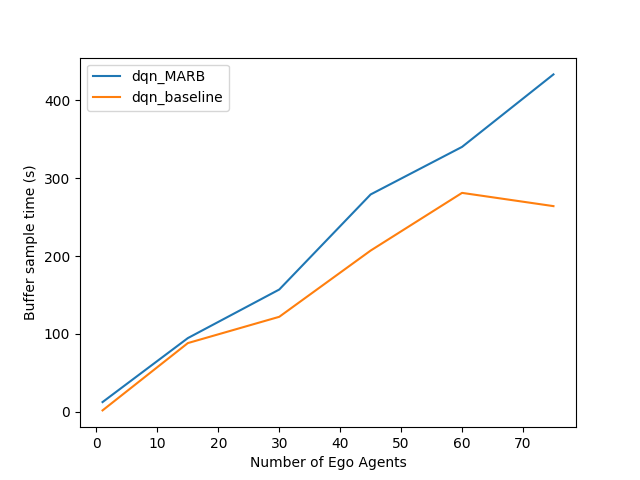 dqn_MARB
dqn_baseline
400
300
200
100
0
Buffer sample time (s)
0 10 20 30 40 50 60 70
Number of Ego Agents